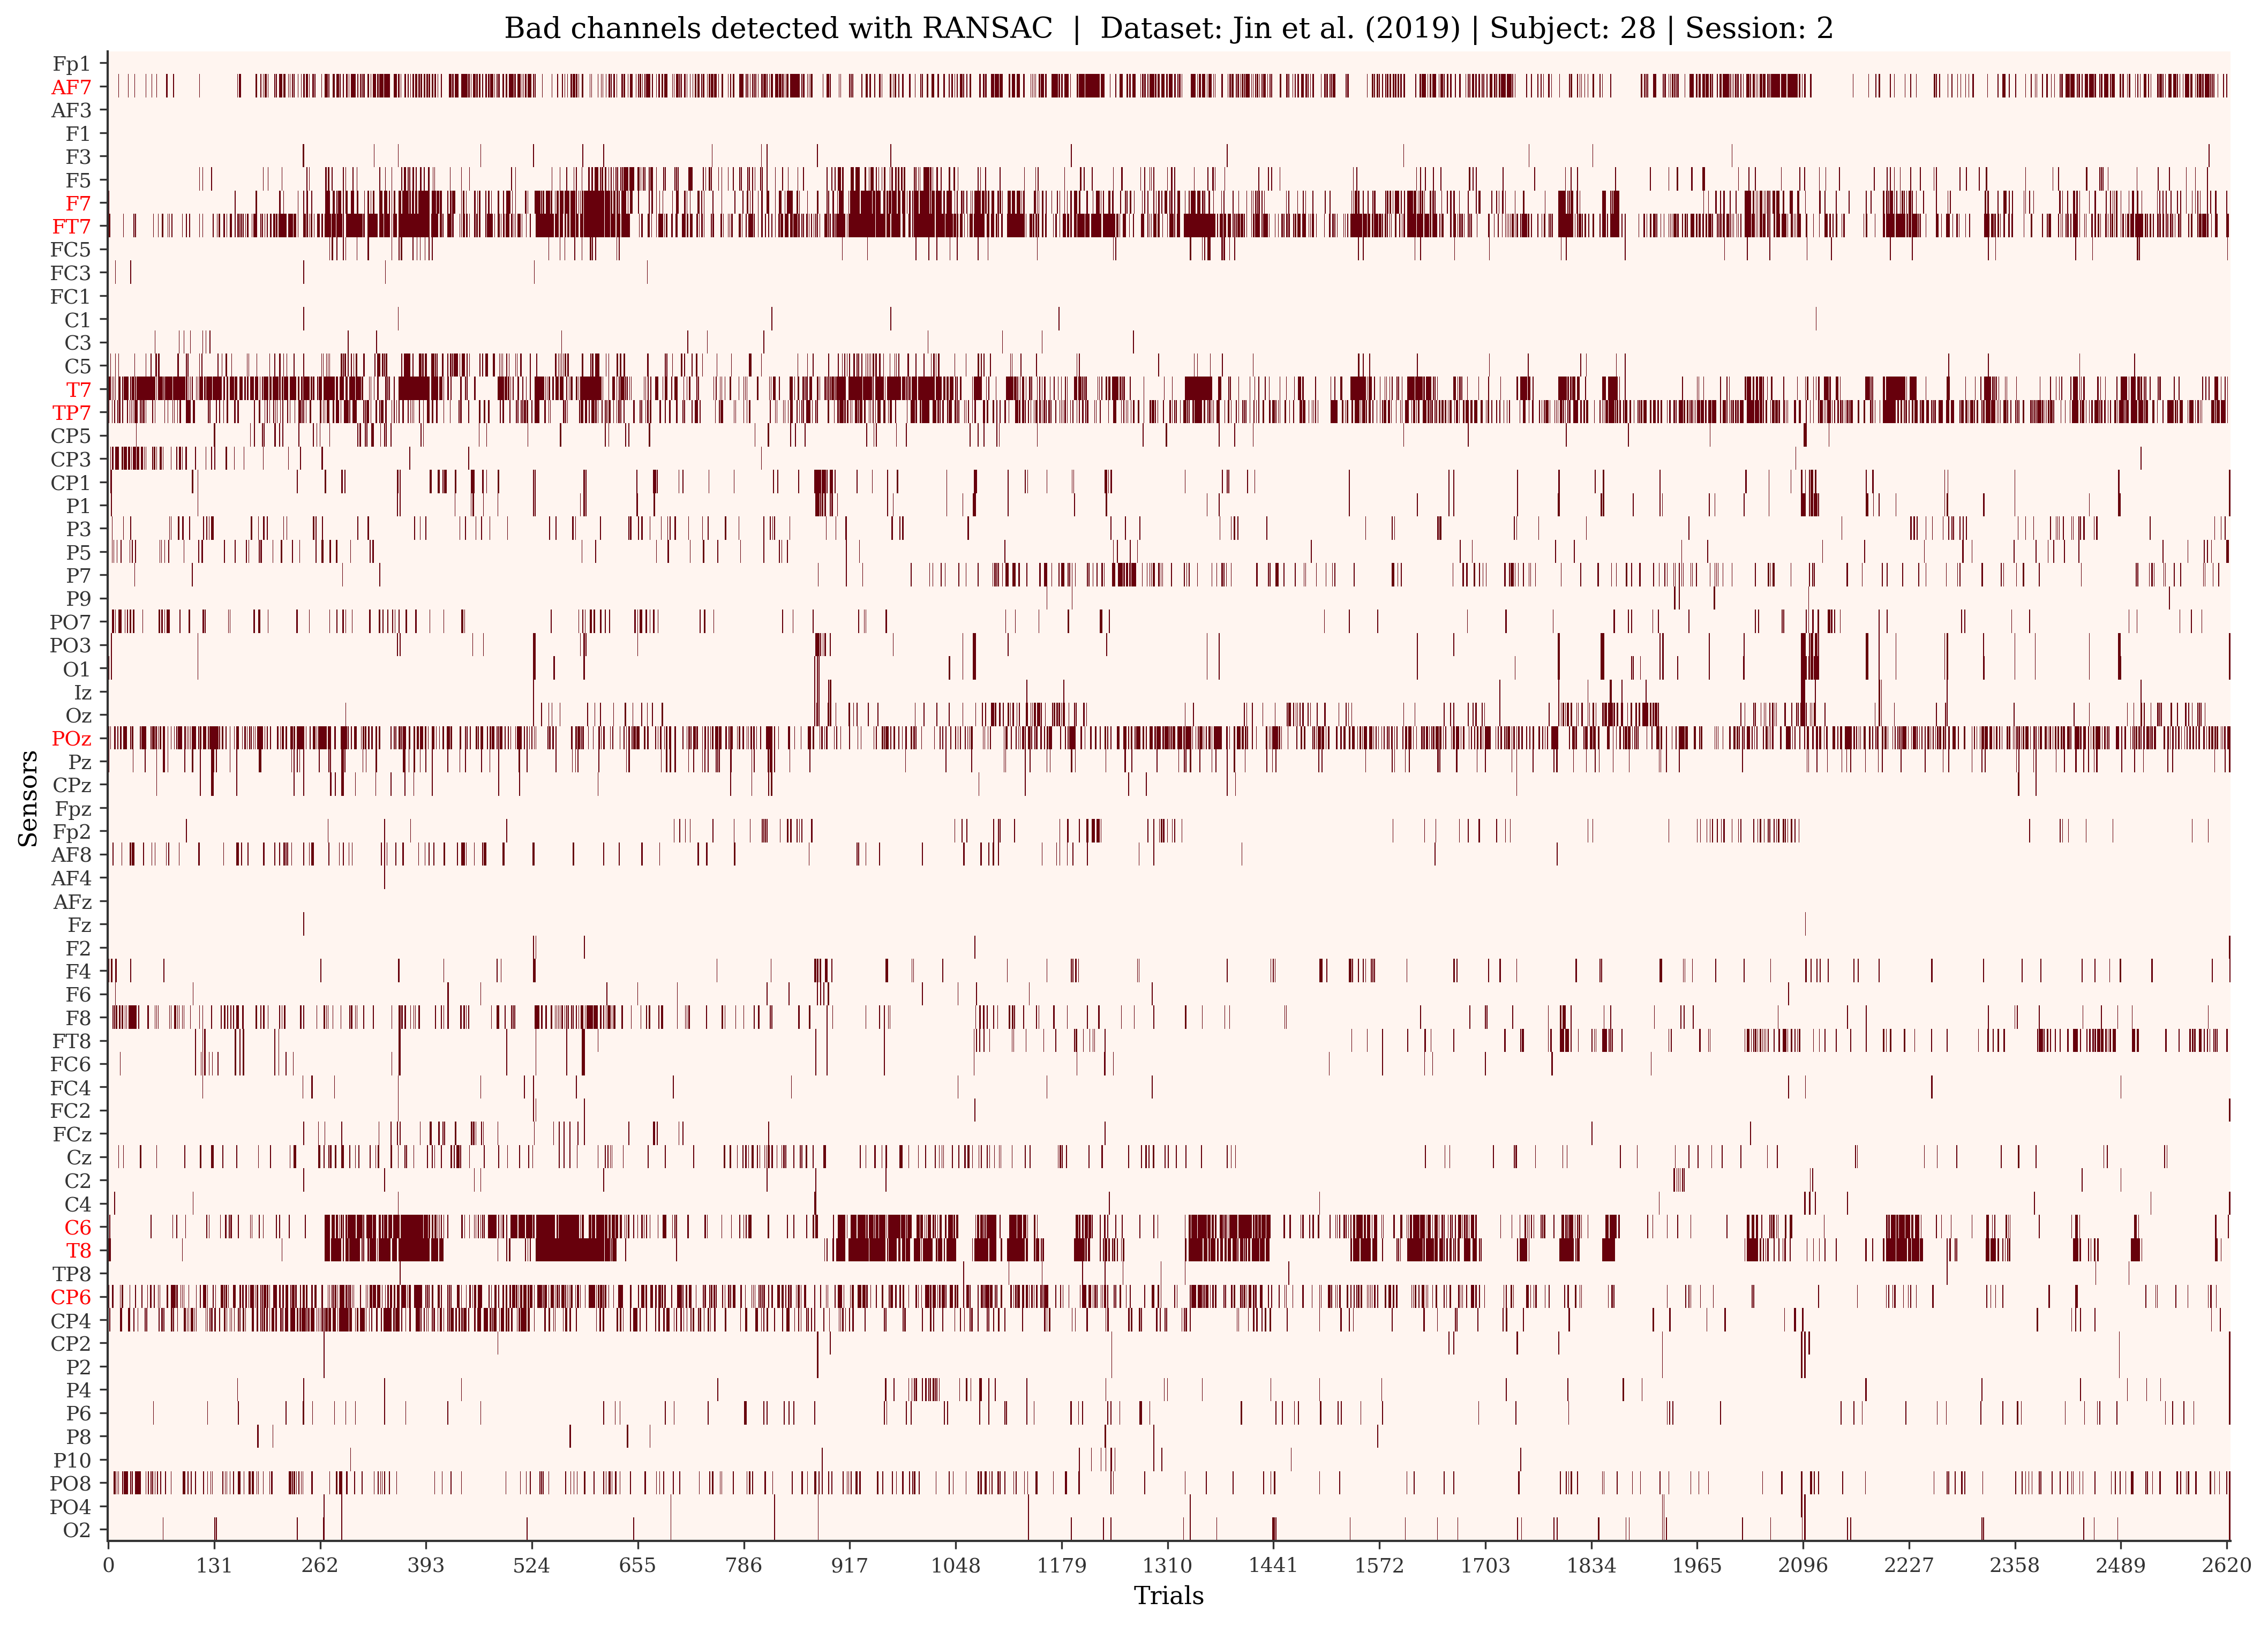 Bad channels detected with RANSAC | Dataset: Jin et al. (2019) | Subject: 28 | Session: 2
Sensors
Fp1
AF7
AF3
F1
F3
F5
F7
FT7
FC5
FC3
FC1
C1
C3
C5
T7
TP7
CP5
CP3
CP1
P1
P3
P5
P7
P9
PO7
PO3
O1
Iz
Oz
POz
Pz
CPz
Fpz
Fp2
AF8
AF4
AFz
Fz
F2
F4
F6
F8
FT8
FC6
FC4
FC2
FCz
Cz
C2
C4
C6
T8
TP8
CP6
CP4
CP2
P2
P4
P6
P8
P10
PO8
PO4
O2
0 131 262 393 524 655 786 917 1048 1179 1310 1441 1572 1703 1834 1965 2096 2227 2358 2489 2620
Trials